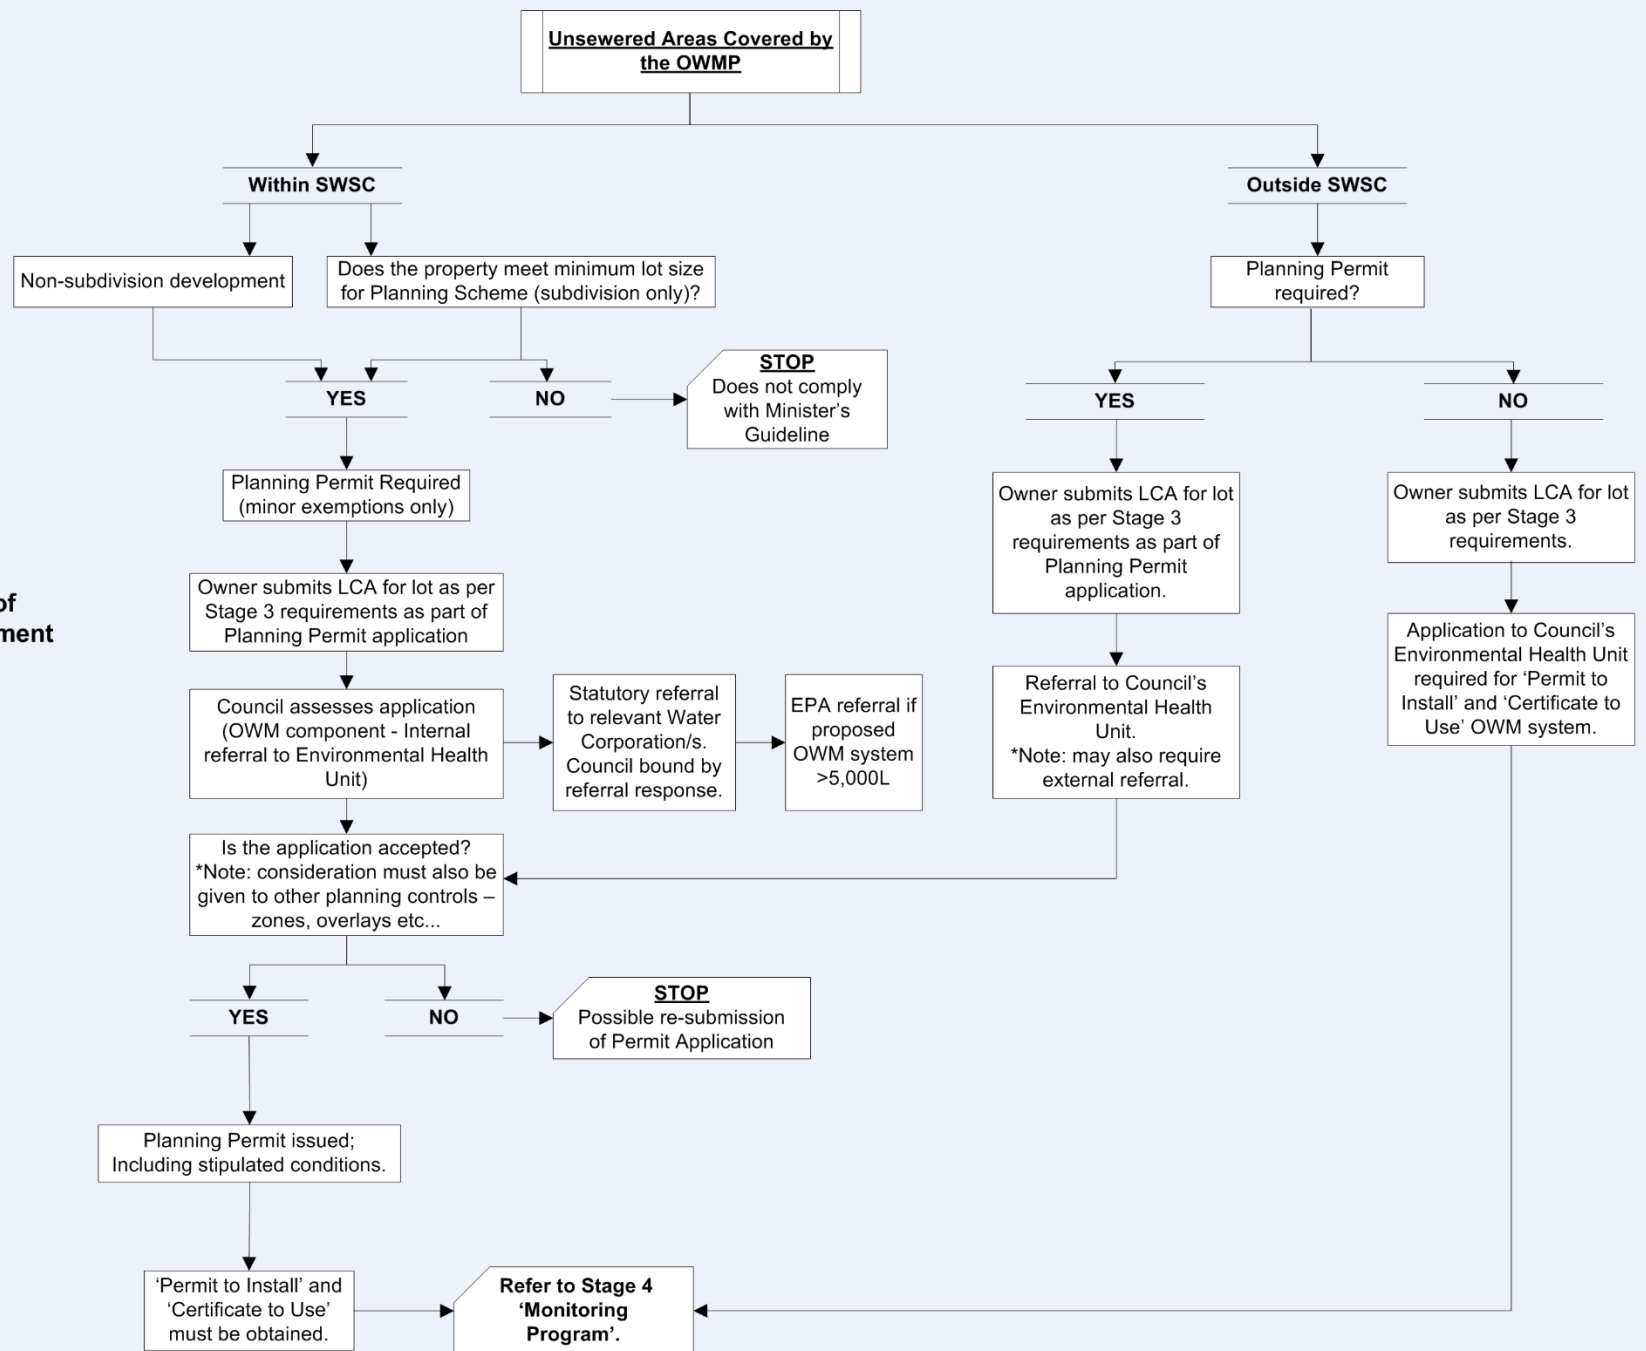 Unsewered Areas Covered by
the OWMP
Within SWSC
Outside SWSC
Non-subdivision development
Does the property meet minimum lot size
for Planning Scheme (subdivision only)?
Planning Permit
required?
YES
NO
STOP
Does not comply
with Minister’s
Guideline
YES
NO
Planning Permit Required
(minor exemptions only)
Owner submits LCA for lot
as per Stage 3
requirements as part of
Planning Permit
application.
Owner submits LCA for lot
as per Stage 3
requirements.
of
ment
Owner submits LCA for lot as per
Stage 3 requirements as part of
Planning Permit application
Application to Council’s
Environmental Health Unit
required for ‘Permit to
Install’ and ‘Certificate to
Use’ OWM system.
Council assesses application
(OWM component - Internal
referral to Environmental Health
Unit)
Statutory referral
to relevant Water
Corporation/s.
Council bound by
referral response.
EPA referral if
proposed
OWM system
>5,000L
Referral to Council’s
Environmental Health
Unit.
*Note: may also require
external referral.
Is the application accepted?
*Note: consideration must also be
given to other planning controls –
zones, overlays etc...
YES
NO
STOP
Possible re-submission
of Permit Application
Planning Permit issued;
Including stipulated conditions.
‘Permit to Install’ and
‘Certificate to Use’
must be obtained.
Refer to Stage 4
‘Monitoring
Program’.